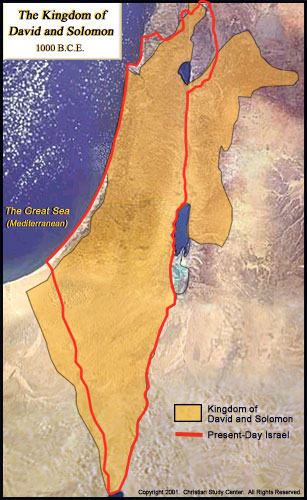 The Kingdom of
David and Solomon
1000 B.C.E.
The Great Sea
(Mediterranean)
Kingdom of
David and Solomon
Present-Day Israel
Copyright 2001. Christian Study Center. All Rights Reserved